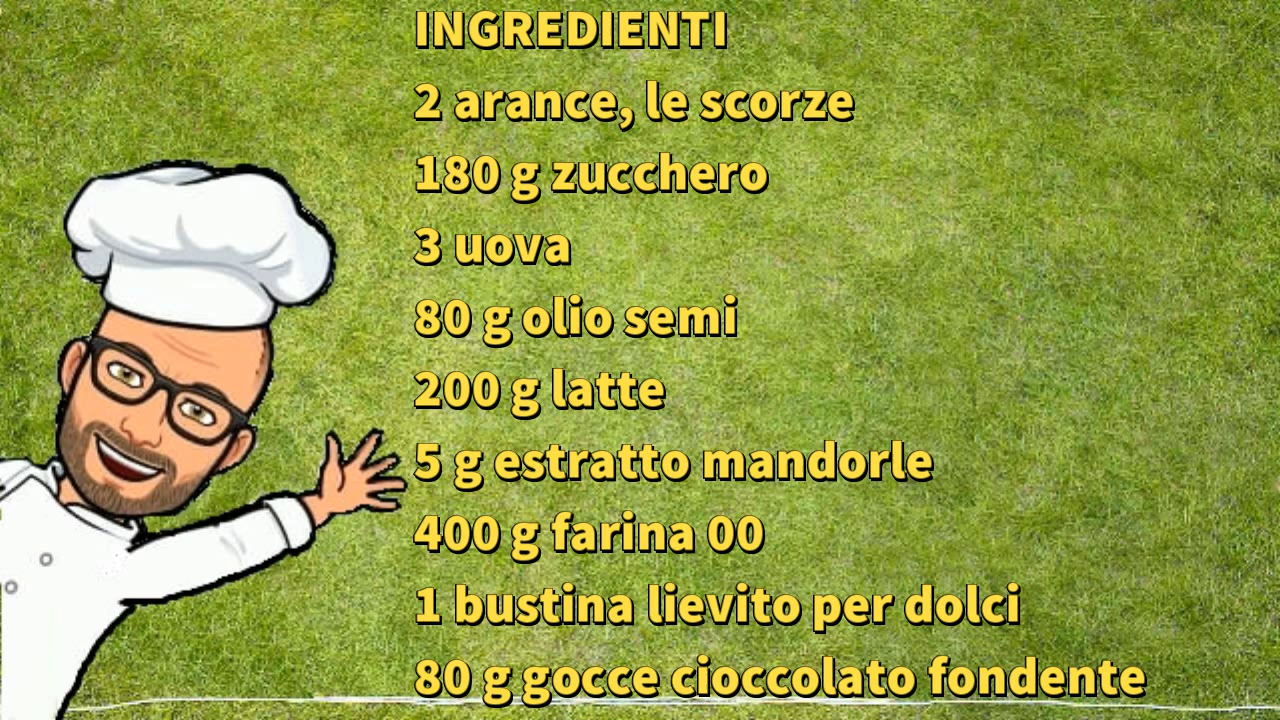 INGREDIENTI
2 arance, le scorze
180 g zucchero
3 uova
80 g olio semi
200 g latte
5 g estratto mandorle
400 g farina 00
1 bustina lievito per dolci
80 g gocce cioccolato fondente